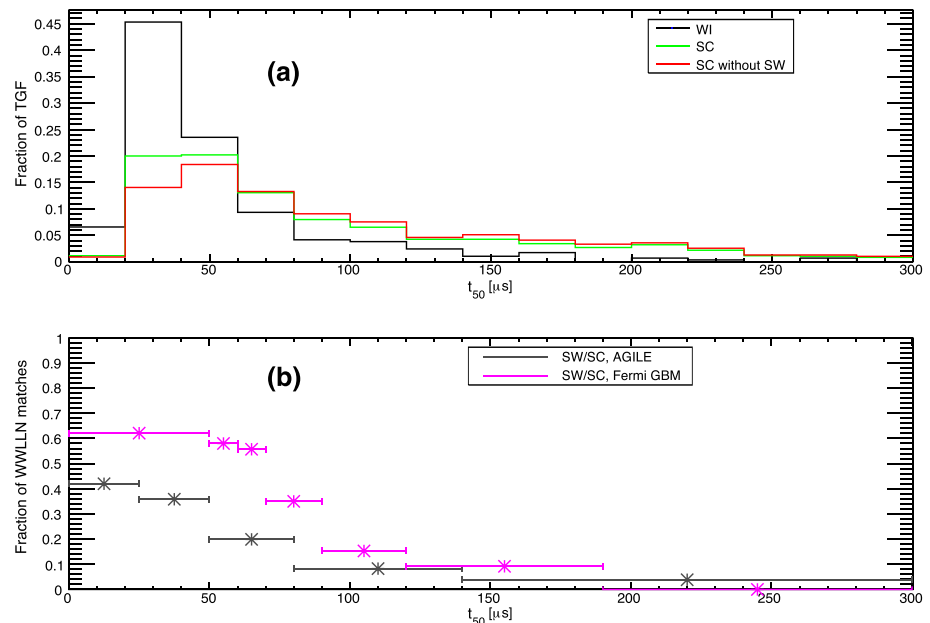 0.45
0.4
0.35
0.3
0.25
0.2
0.15
0.1
0.05
0
Fraction of TGF
(a)
WI
SC
SC without SW
0 50 100 150 200 250 300
t50 [μs]
1
0.9
0.8
0.7
0.6
0.5
0.4
0.3
0.2
0.1
0
Fraction of WWLLN matches
(b)
SW/SC, AGILE
SW/SC, Fermi GBM
0 50 100 150 200 250 300
t50 [μs]